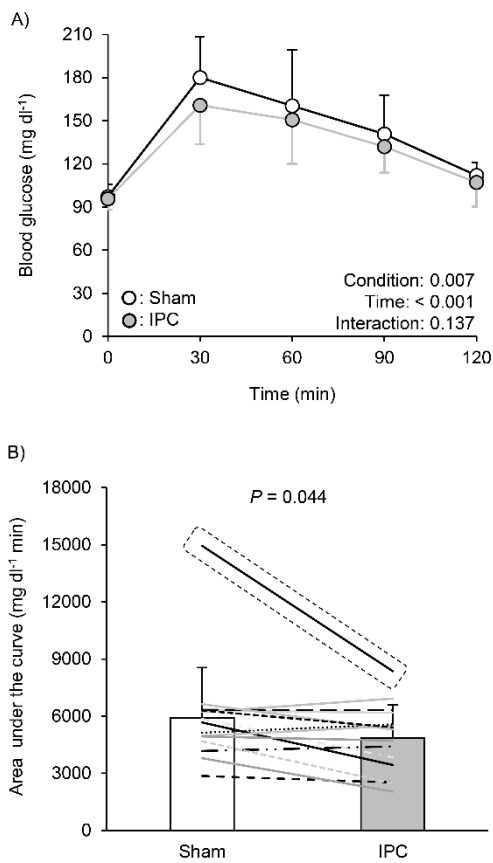 A)
Blood glucose (mg dl-1)
210
180
150
120
90
60
30
0
○: Sham
●: IPC
Condition: 0.007
Time: < 0.001
Interaction: 0.137
0 30 60 90 120
Time (min)
B)
Area under the curve (mg dl-1 min)
18000
15000
12000
9000
6000
3000
0
P = 0.044
Sham IPC